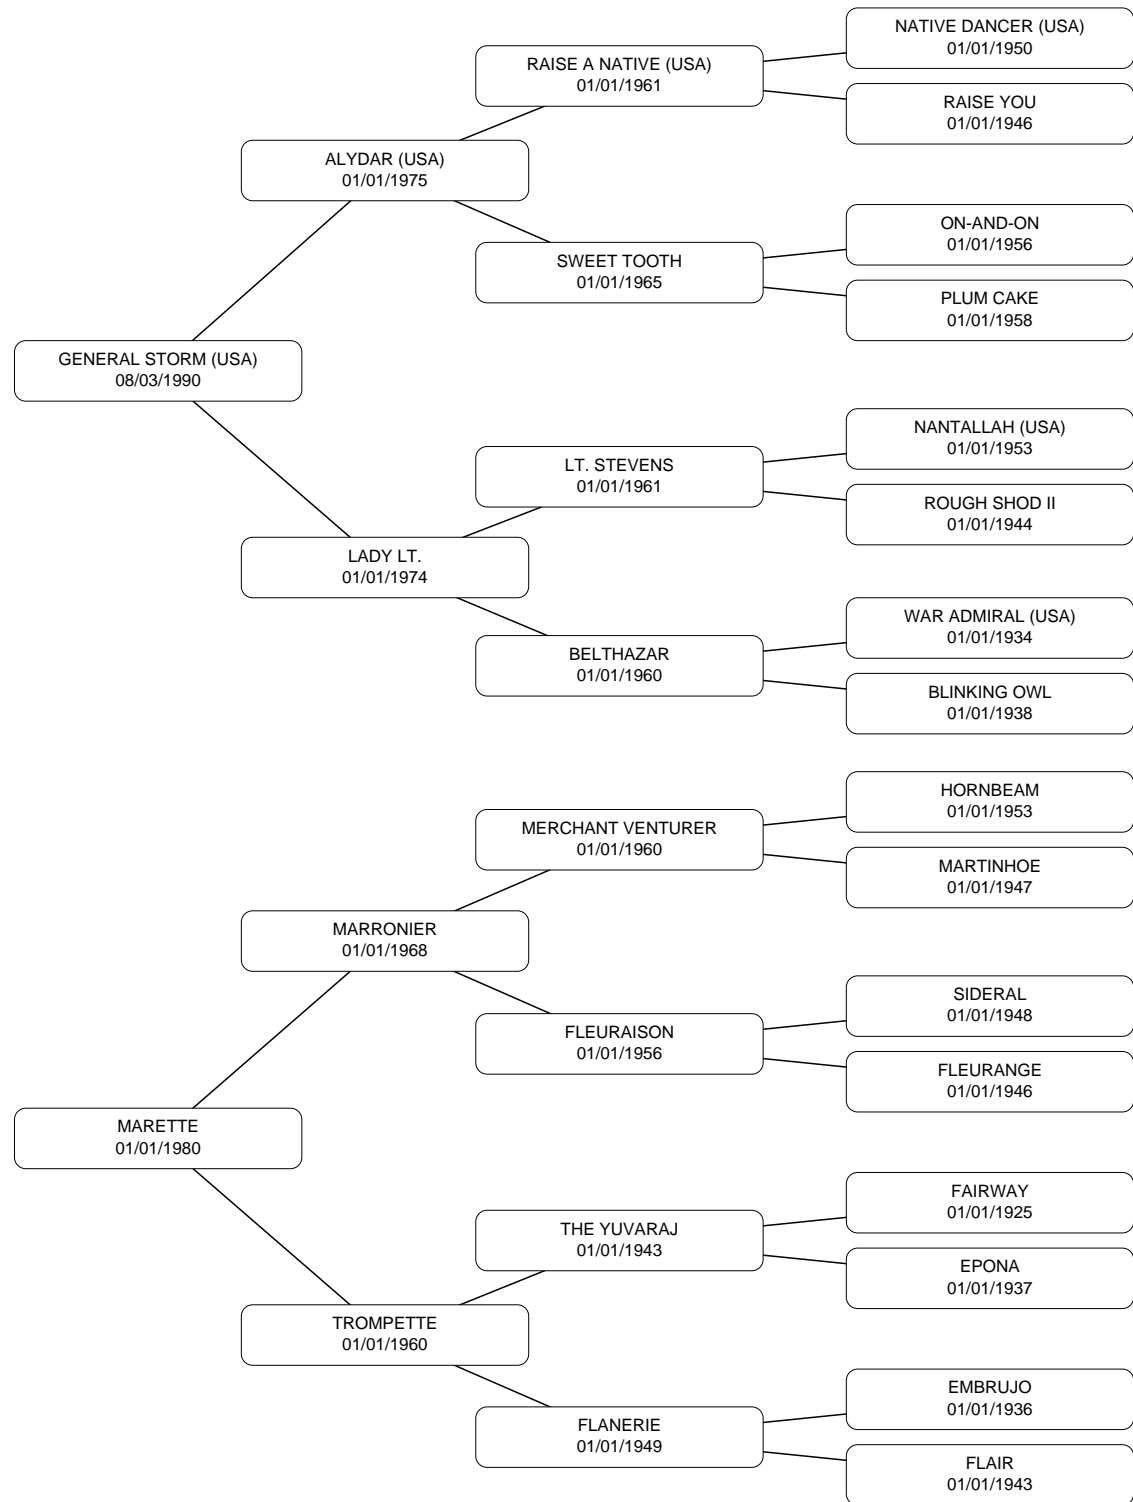 NATIVE DANCER (USA)
01/01/1950
RAISE A NATIVE (USA)
01/01/1961
RAISE YOU
01/01/1946
ALYDAR (USA)
01/01/1975
ON-AND-ON
01/01/1956
SWEET TOOTH
01/01/1965
PLUM CAKE
01/01/1958
GENERAL STORM (USA)
08/03/1990
NANTALLAH (USA)
01/01/1953
LT. STEVENS
01/01/1961
ROUGH SHOD II
01/01/1944
LADY LT.
01/01/1974
WAR ADMIRAL (USA)
01/01/1934
BELTHAZAR
01/01/1960
BLINKING OWL
01/01/1938
HORNBEAM
01/01/1953
MERCHANT VENTURER
01/01/1960
MARTINHOE
01/01/1947
MARRONIER
01/01/1968
SIDERAL
01/01/1948
FLEURAISON
01/01/1956
FLEURANGE
01/01/1946
MARETTE
01/01/1980
FAIRWAY
01/01/1925
THE YUVARAJ
01/01/1943
EPONA
01/01/1937
TROMPETTE
01/01/1960
EMBRUJO
01/01/1936
FLANERIE
01/01/1949
FLAIR
01/01/1943